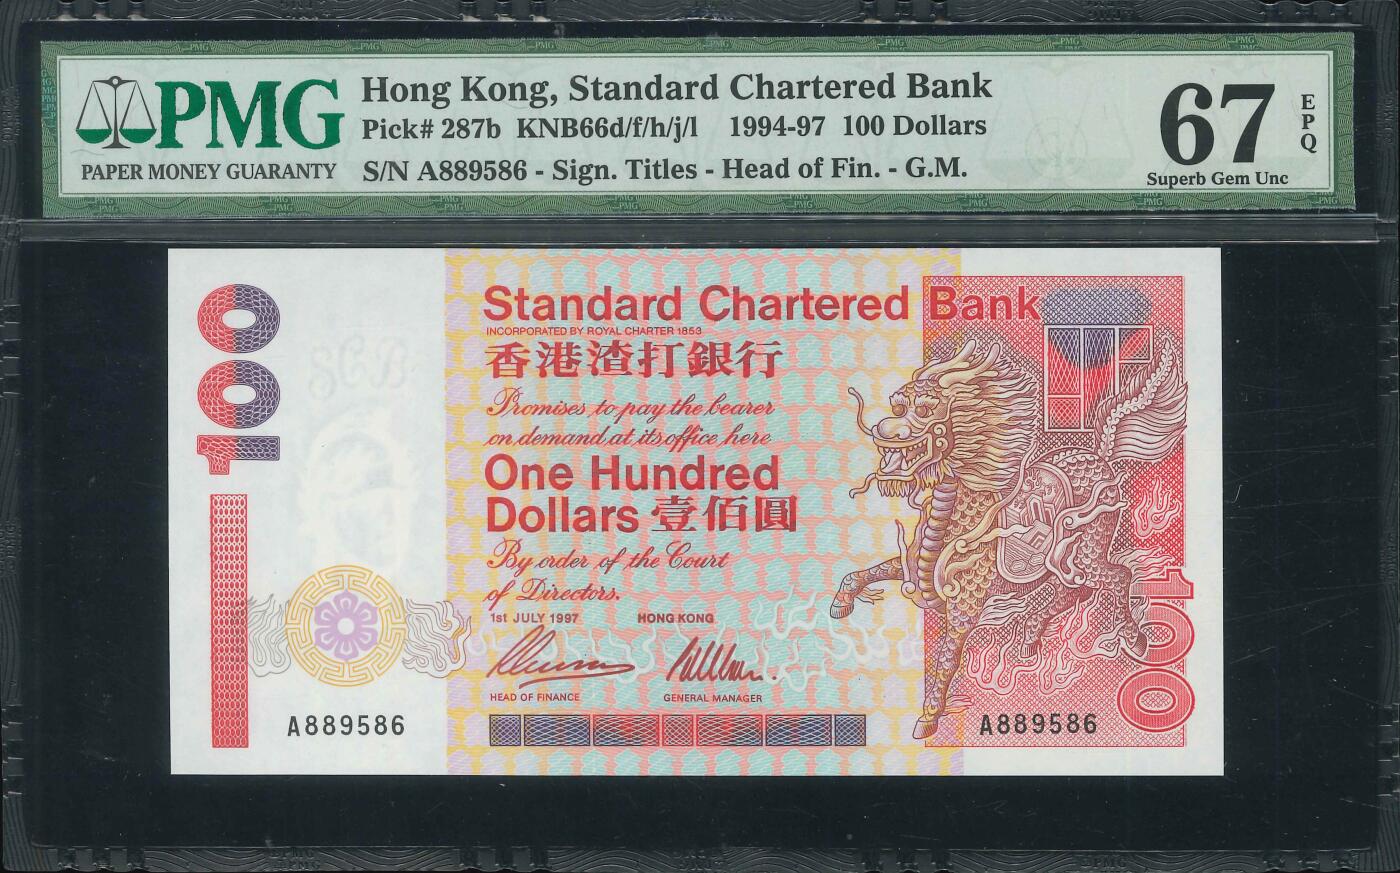 PMG
PAPER MONEY GUARANTY
Hong Kong, Standard Chartered Bank
Pick# 287b KNB66d/f/h/j/l 1994-97 100 Dollars
S/N A889586 - Sign. Titles - Head of Fin. - G.M.
67
EPQ
Superb Gem Unc
100
Standard Chartered Bank
INCORPORATED BY ROYAL CHARTER 1853
香港渣打銀行
Promises to pay the bearer
on demand at its office here
One Hundred
Dollars 壹佰圓
By order of the Court
of Directors.
1st JULY 1997 HONG KONG
HEAD OF FINANCE GENERAL MANAGER
A889586
A889586
100